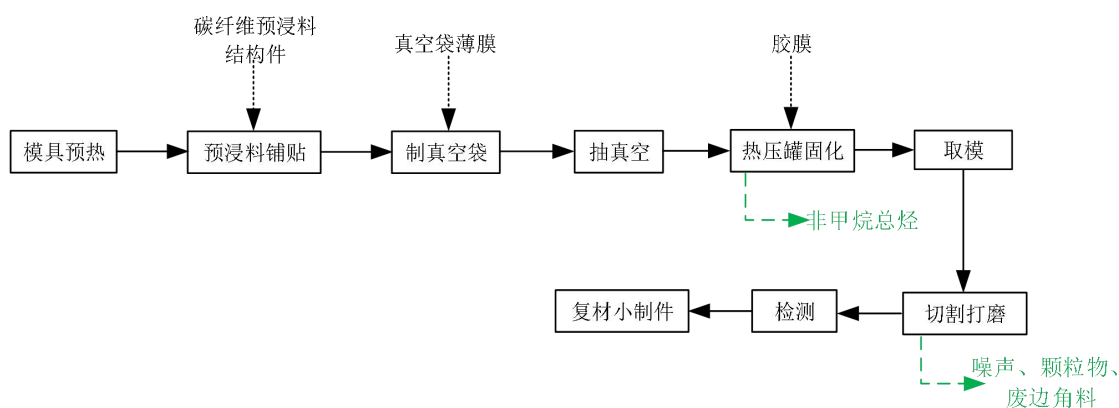 碳纤维预浸料
结构件
真空袋薄膜
胶膜
模具预热
预浸料铺贴
制真空袋
抽真空
热压罐固化
取模
非甲烷总烃
复材小制件
检测
切割打磨
噪声、颗粒物、
废边角料